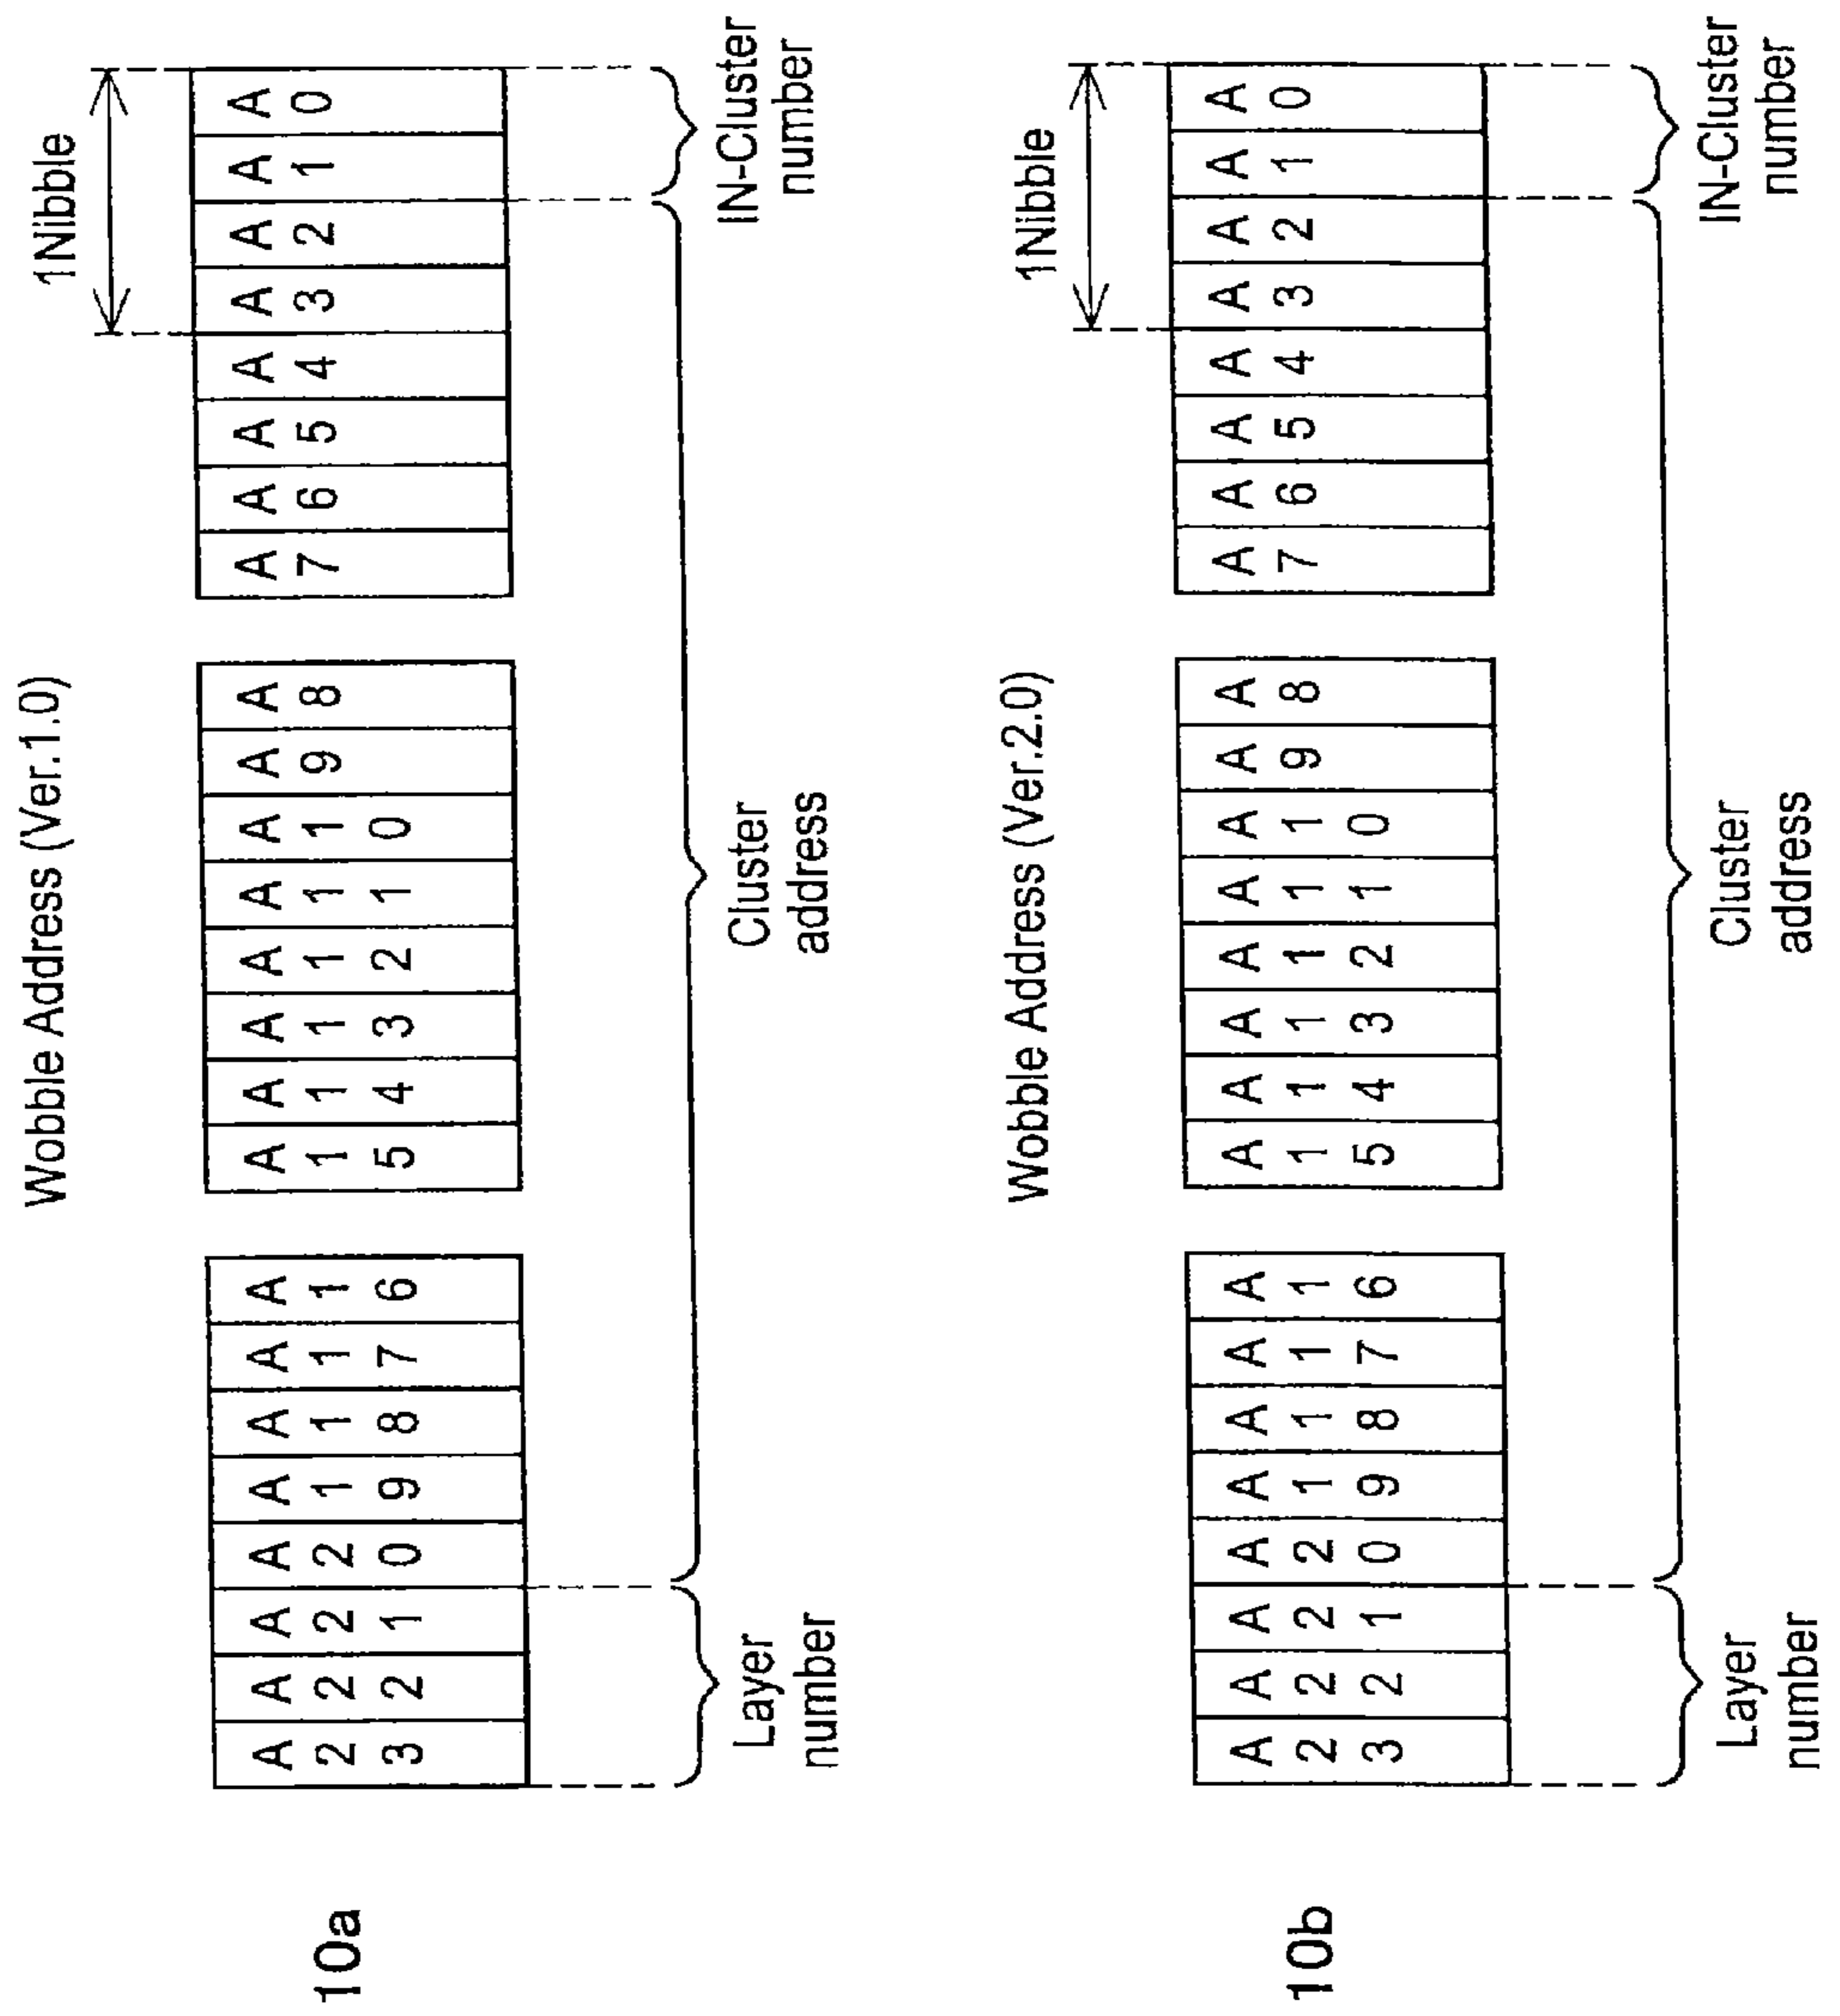 Wobble Address (Ver.1.0)
1Nibble
10a
A23 A22 A21 A20 A19 A18 A17 A16 A15 A14 A13 A12 A11 A10 A9 A8 A7 A6 A5 A4 A3 A2 A1 A0
Layer
number
Cluster
address
IN-Cluster
number
Wobble Address (Ver.2.0)
1Nibble
10b
A23 A22 A21 A20 A19 A18 A17 A16 A15 A14 A13 A12 A11 A10 A9 A8 A7 A6 A5 A4 A3 A2 A1 A0
Layer
number
Cluster
address
IN-Cluster
number